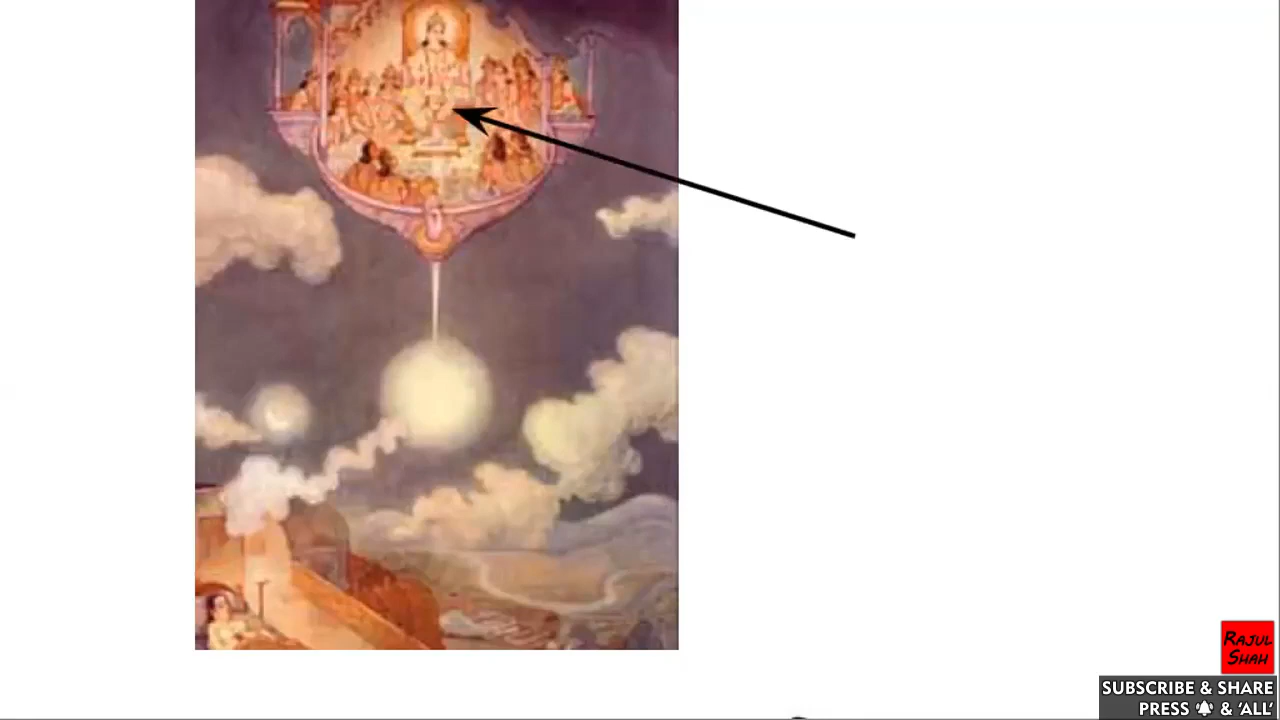 RAJUL
SHAH
SUBSCRIBE & SHARE
PRESS 🔔 & 'ALL'